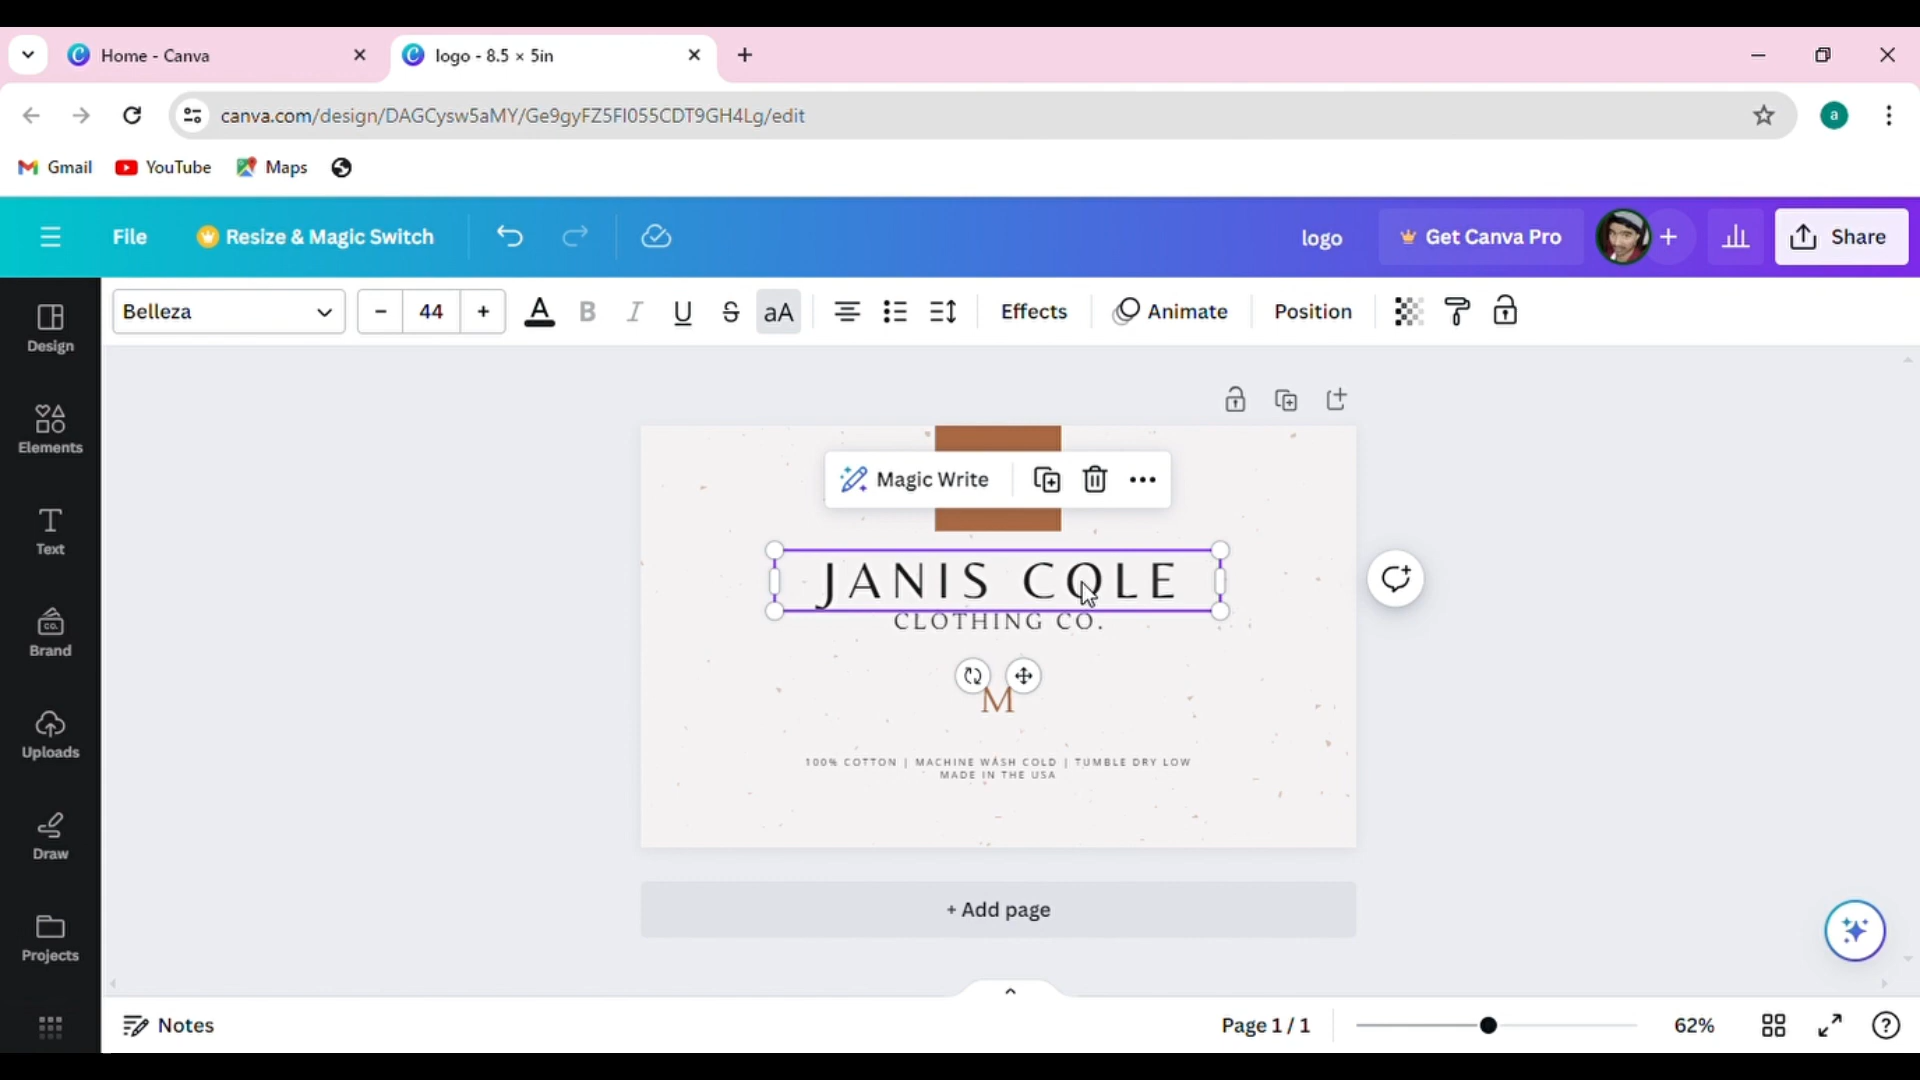 Home - Canva
logo - 8.5 × 5in
canva.com/design/DAGCysw5aMY/Ge9gyFZ5FI055CDT9GH4Lg/edit
a
Gmail
YouTube
Maps
File
Resize & Magic Switch
logo
Get Canva Pro
Share
Belleza
44
A
B
I
U
S
aA
Effects
Animate
Position
Design
Elements
Text
Brand
Uploads
Draw
Projects
Magic Write
JANIS COLE
CLOTHING CO.
M
100% COTTON | MACHINE WASH COLD | TUMBLE DRY LOW
MADE IN THE USA
+ Add page
Notes
Page 1 / 1
62%